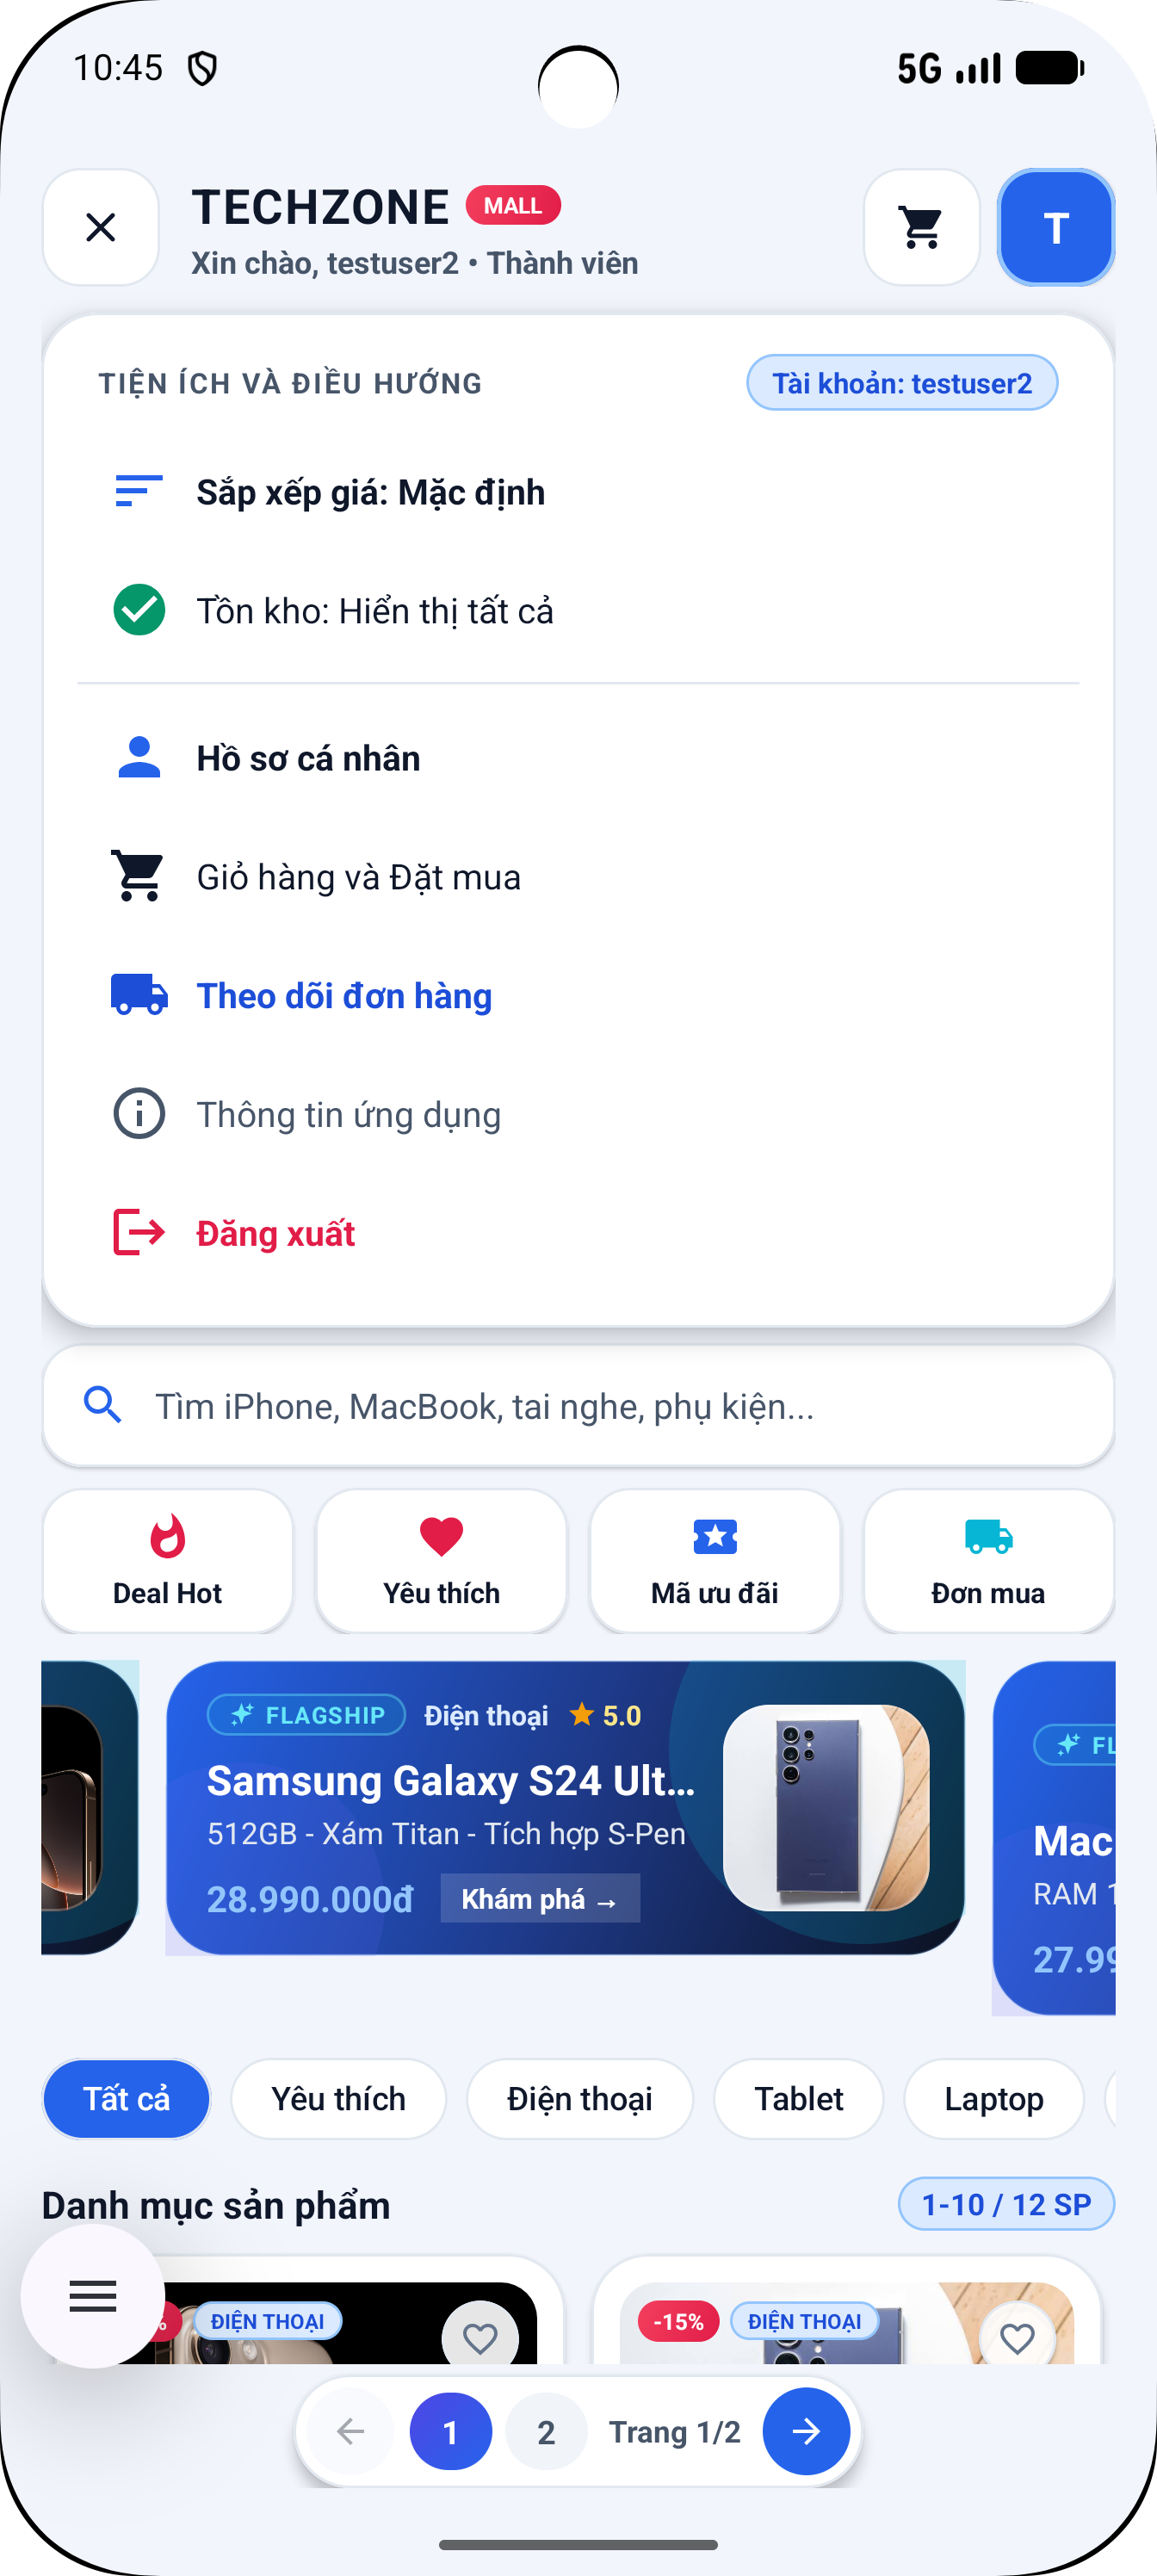 10:45
5G
TECHZONE MALL
Xin chào, testuser2 • Thành viên
T
TIỆN ÍCH VÀ ĐIỀU HƯỚNG
Tài khoản: testuser2
Sắp xếp giá: Mặc định
Tồn kho: Hiển thị tất cả
Hồ sơ cá nhân
Giỏ hàng và Đặt mua
Theo dõi đơn hàng
Thông tin ứng dụng
Đăng xuất
Tìm iPhone, MacBook, tai nghe, phụ kiện...
Deal Hot
Yêu thích
Mã ưu đãi
Đơn mua
FLAGSHIP Điện thoại 5.0
Samsung Galaxy S24 Ult...
512GB - Xám Titan - Tích hợp S-Pen
28.990.000đ Khám phá →
FL
Mac
RAM 1
27.99
Tất cả
Yêu thích
Điện thoại
Tablet
Laptop
Danh mục sản phẩm
1-10 / 12 SP
% ĐIỆN THOẠI
-15% ĐIỆN THOẠI
1 2 Trang 1/2